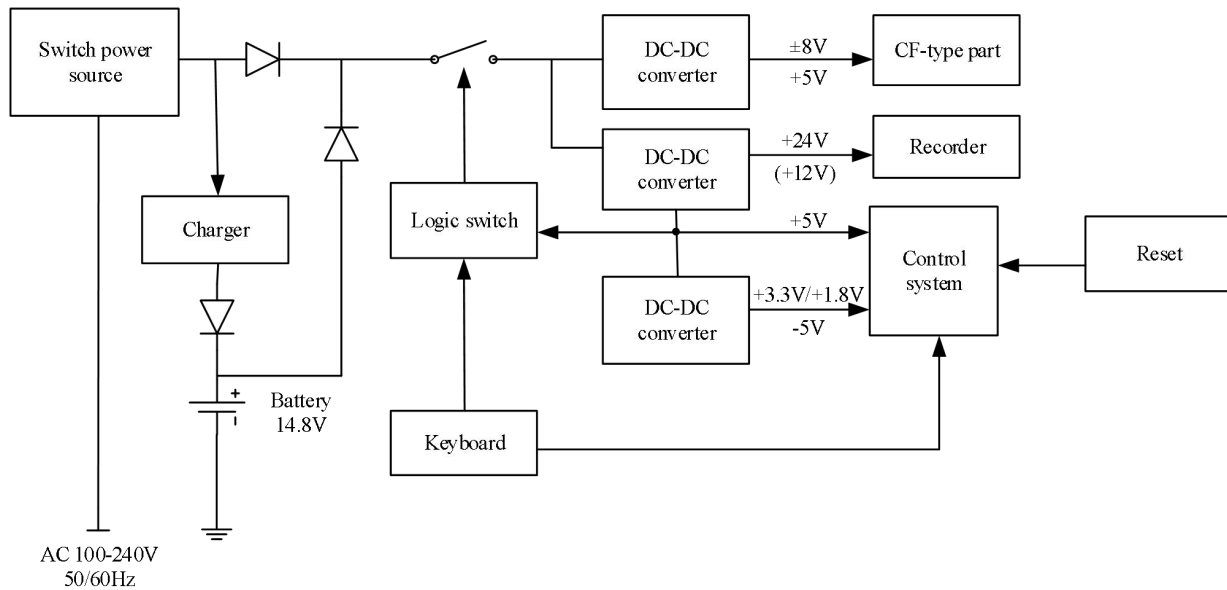 Switch power
source
DC-DC
converter
±8V
+5V
CF-type part
DC-DC
converter
+24V
(+12V)
Recorder
Charger
Logic switch
+5V
Control
system
Reset
DC-DC
converter
+3.3V/+1.8V
-5V
Battery
14.8V
Keyboard
AC 100-240V
50/60Hz